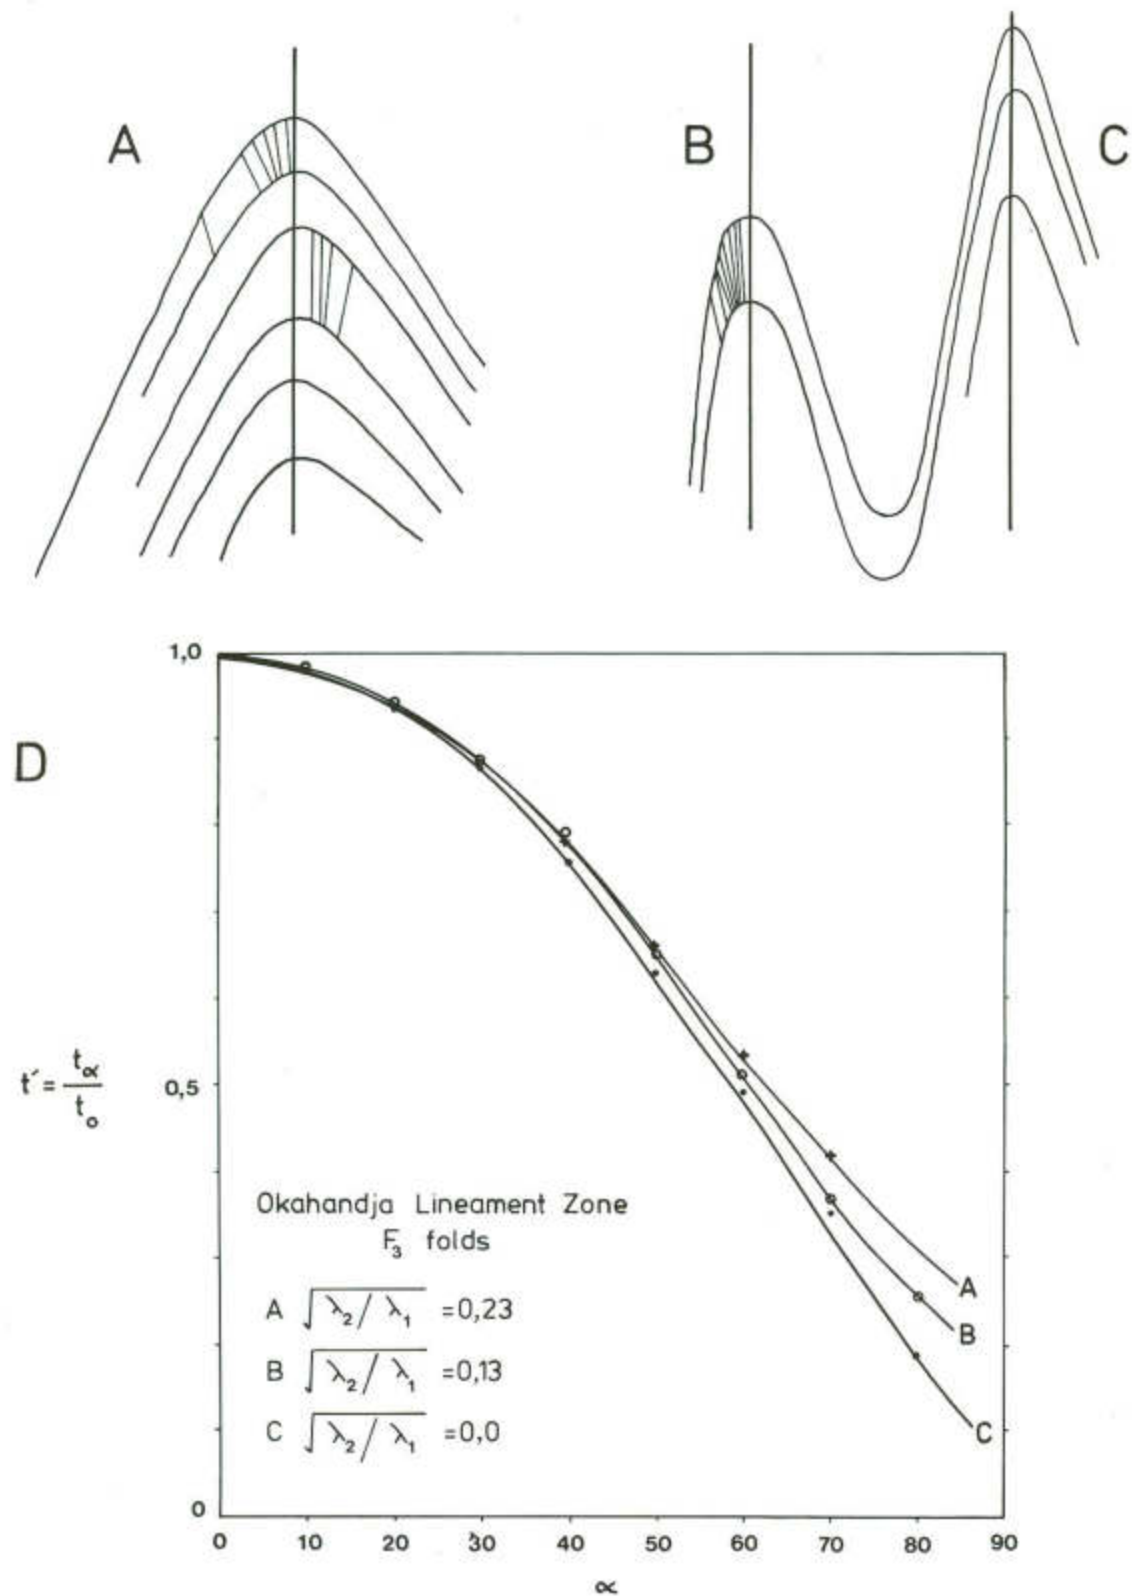 A
B
C
D
1,0
t´ = tα / t₀
0,5
Okahandja Lineament Zone
F₃ folds
A √λ₂/λ₁ =0,23
B √λ₂/λ₁ =0,13
C √λ₂/λ₁ =0,0
A
B
C
0
0 10 20 30 40 50 60 70 80 90
α